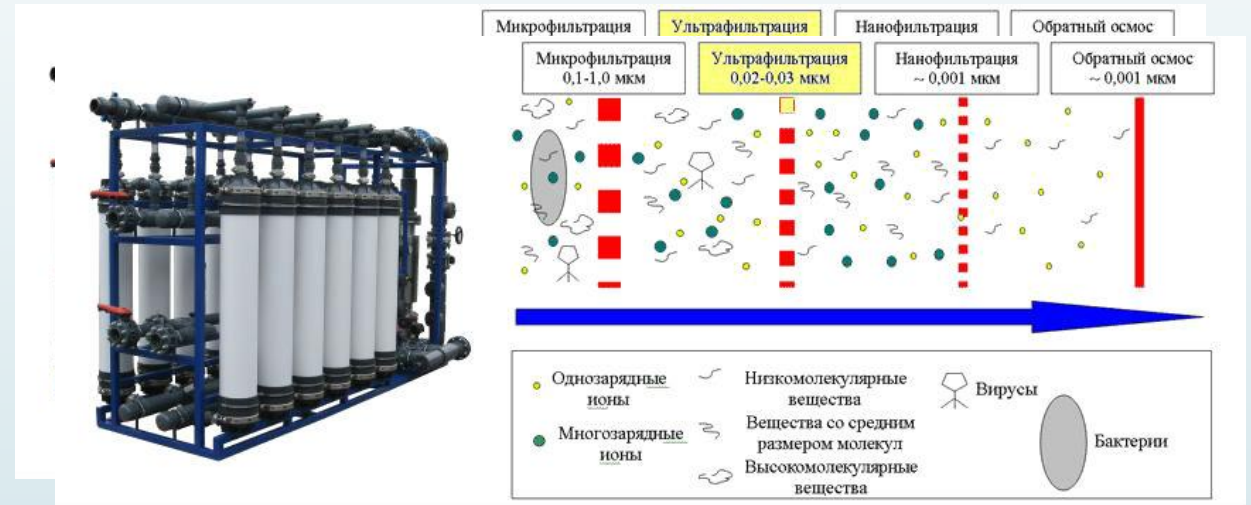 Микрофильтрация
Ультрафильтрация
Нанофильтрация
Обратный осмос
Микрофильтрация
0,1-1,0 мкм
Ультрафильтрация
0,02-0,03 мкм
Нанофильтрация
~ 0,001 мкм
Обратный осмос
~ 0,001 мкм
Однозарядные
ионы
Многозарядные
ионы
Низкомолекулярные
вещества
Вещества со средним
размером молекул
Высокомолекулярные
вещества
Вирусы
Бактерии